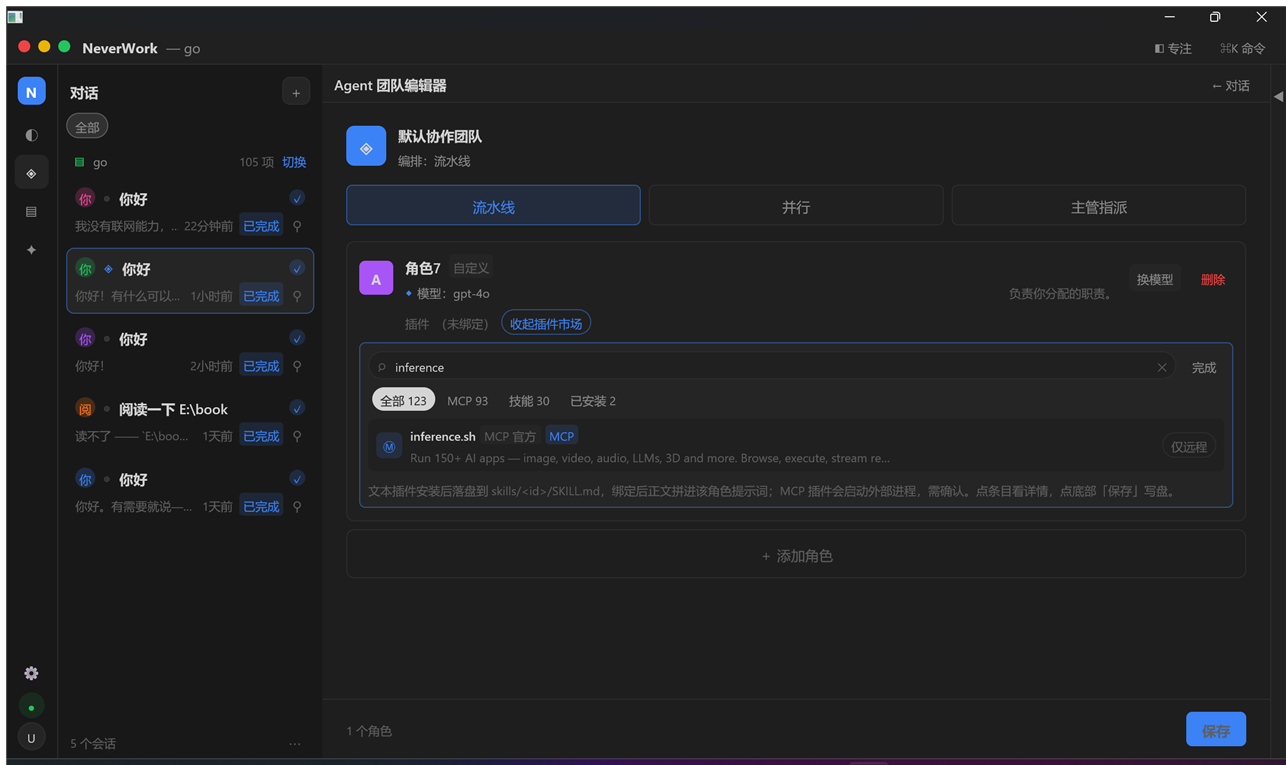 NeverWork — go
专注
⌘K 命令
N
对话
+
全部
go
105 项 切换
你 你好
我没有联网能力，... 22分钟前 已完成
你 你好
你好！有什么可以... 1小时前 已完成
你 你好
你好！ 2小时前 已完成
阅 阅读一下 E:\book
读不了 —— `E:\boo... 1天前 已完成
你 你好
你好。有需要就说—... 1天前 已完成
U
5 个会话
...
Agent 团队编辑器
← 对话
默认协作团队
编排：流水线
流水线
并行
主管指派
A
角色7 自定义
模型：gpt-4o
负责你分配的职责。
换模型
删除
插件 （未绑定） 收起插件市场
inference
完成
全部 123 MCP 93 技能 30 已安装 2
M
inference.sh MCP 官方 MCP
Run 150+ AI apps — image, video, audio, LLMs, 3D and more. Browse, execute, stream re...
仅远程
文本插件安装后落盘到 skills/<id>/SKILL.md，绑定后正文拼进该角色提示词；MCP 插件会启动外部进程，需确认。点条目看详情，点底部「保存」写盘。
+ 添加角色
1 个角色
保存